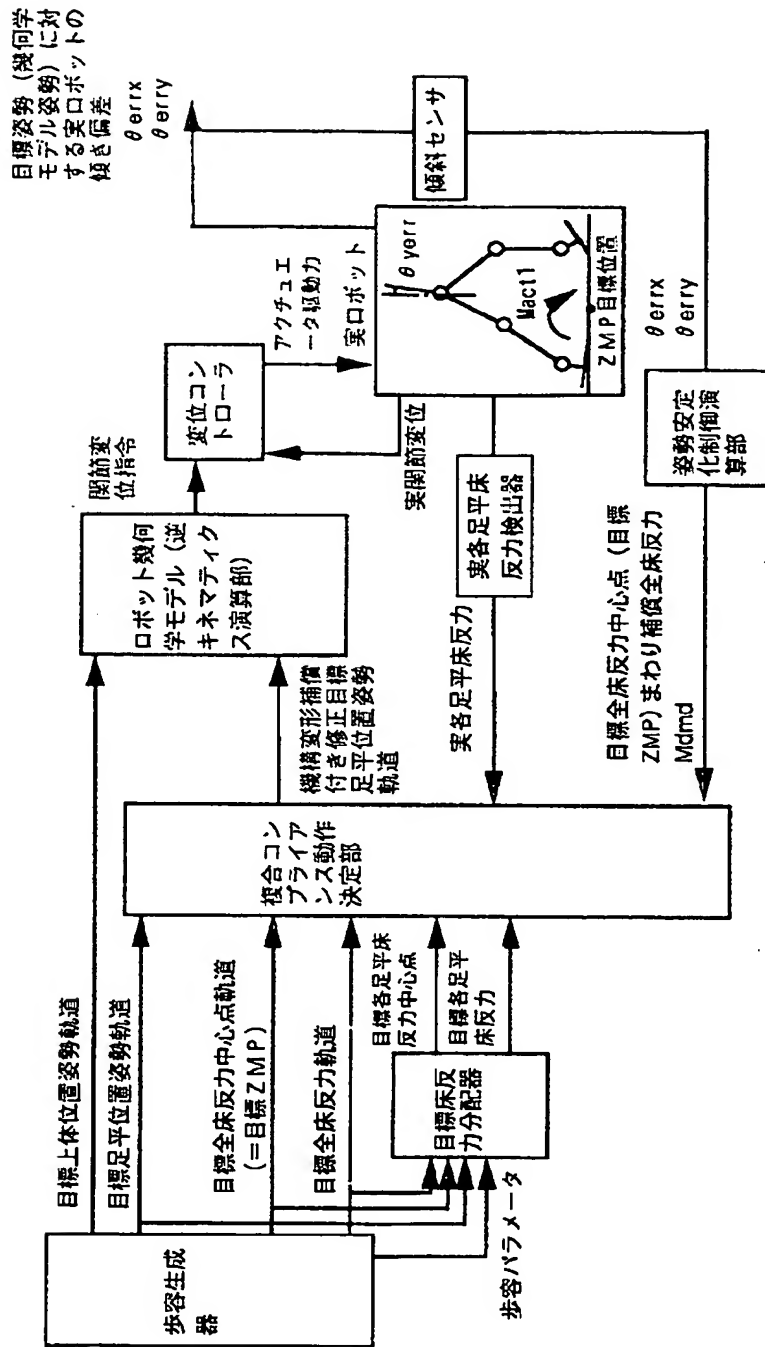 歩容生成
器
目標上体位置姿勢軌道
目標足平位置姿勢軌道
目標全床反力中心点軌道
(=目標ZMP)
目標全床反力軌道
歩容パラメータ
目標床反
力分配器
目標各足平床
反力中心点
目標各足平
床反力
複合コン
プライア
ンス動作
決定部
機構変形補償
付き修正目標
足平位置姿勢
軌道
ロボット幾何
学モデル(逆
キネマティク
ス演算部)
関節変
位指令
変位コン
トローラ
アクチュエ
ータ駆動力
実関節変位
実ロボット
θyerr
Mact1
ZMP目標位置
実各足平床
反力検出器
実各足平床反力
目標姿勢(幾何学
モデル姿勢)に対
する実ロボットの
傾き偏差
θerrx
θerry
傾斜センサ
θerrx
θerry
姿勢安定
化制御演
算部
目標全床反力中心点(目標
ZMP)まわり補償全床反力
Mdmd